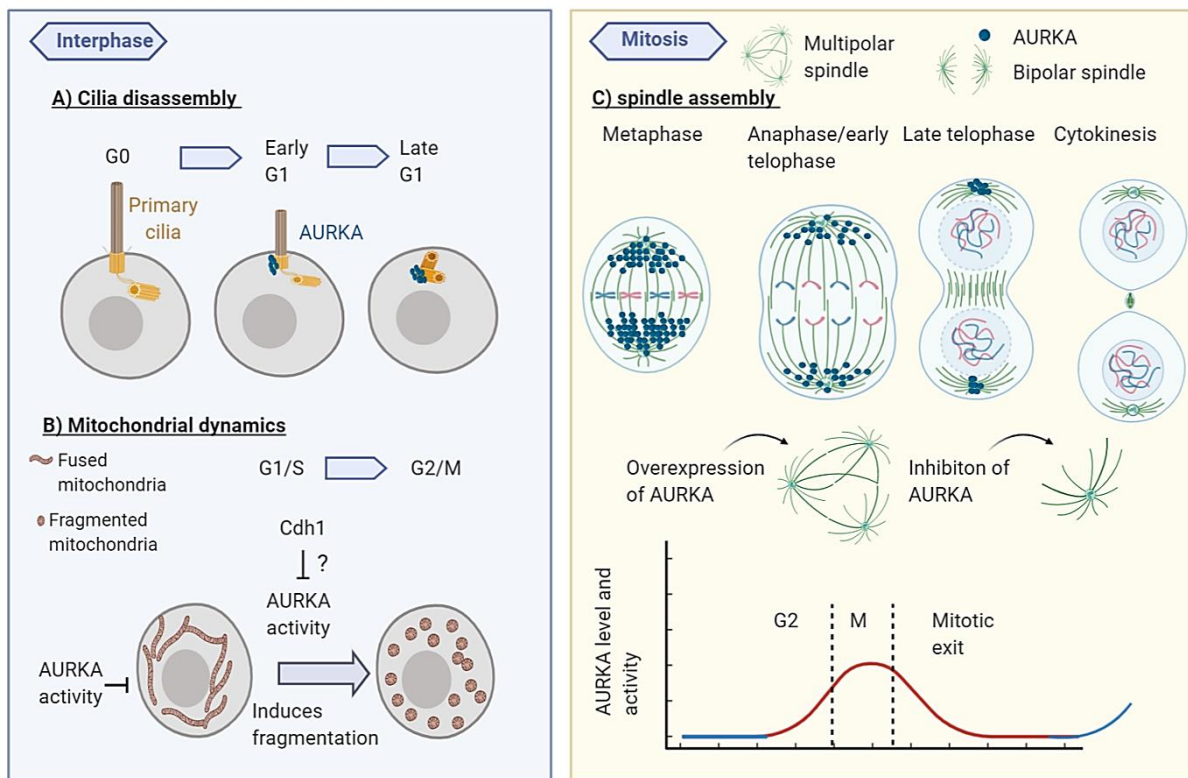 Interphase
A) Cilia disassembly
G0
Early
G1
Late
G1
Primary
cilia
AURKA
B) Mitochondrial dynamics
Fused
mitochondria
Fragmented
mitochondria
G1/S
G2/M
Cdh1
?
AURKA
activity
AURKA
activity
Induces
fragmentation
Mitosis
Multipolar
spindle
AURKA
Bipolar spindle
C) spindle assembly
Metaphase
Anaphase/early
telophase
Late telophase
Cytokinesis
Overexpression
of AURKA
Inhibiton of
AURKA
AURKA level and
activity
G2
M
Mitotic
exit